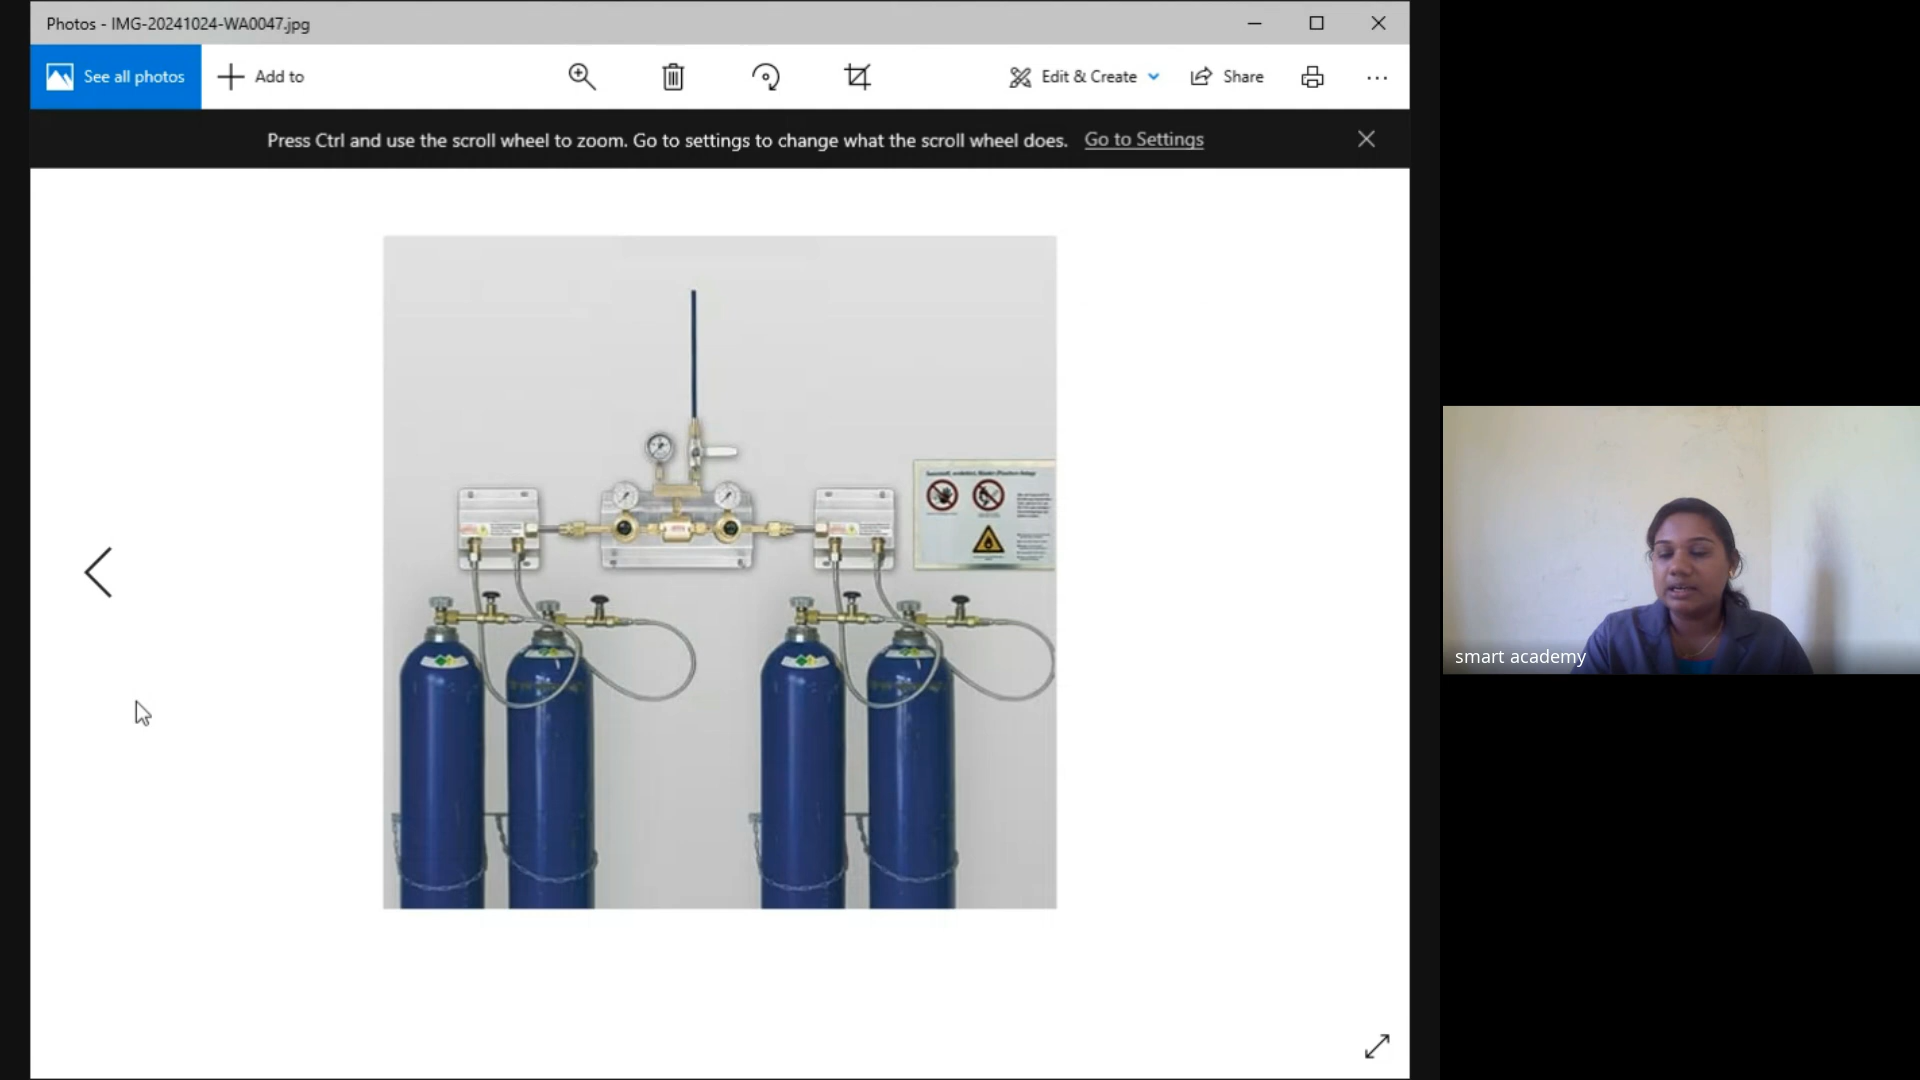 Photos - IMG-20241024-WA0047.jpg
See all photos
Add to
Edit & Create
Share
Press Ctrl and use the scroll wheel to zoom. Go to settings to change what the scroll wheel does. Go to Settings
smart academy